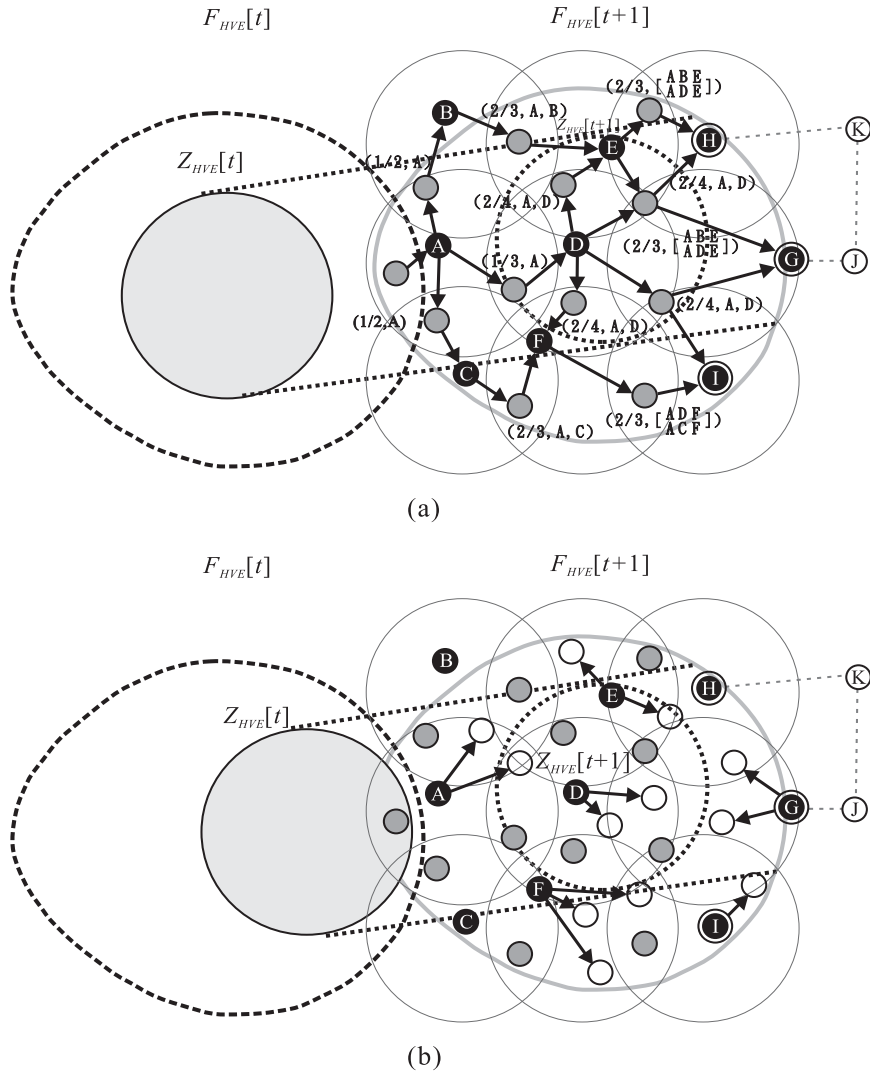 F_HVE[t] F_HVE[t+1]
(2/3,[ABE
ADE])
B (2/3,A,B) Z_HVE[t+1] H K
E
Z_HVE[t] (1/2,A)
(2/4,A,D) (2/4,A,D)
A (1/3,A) D (2/3,[ABE
ADE]) G J
(1/2,A) (2/4,A,D) (2/4,A,D)
F
C I
(2/3,A,C) (2/3,[ADF
ACF])
(a)
F_HVE[t] F_HVE[t+1]
B H K
E
Z_HVE[t]
Z_HVE[t+1]
A D G J
F
C I
(b)